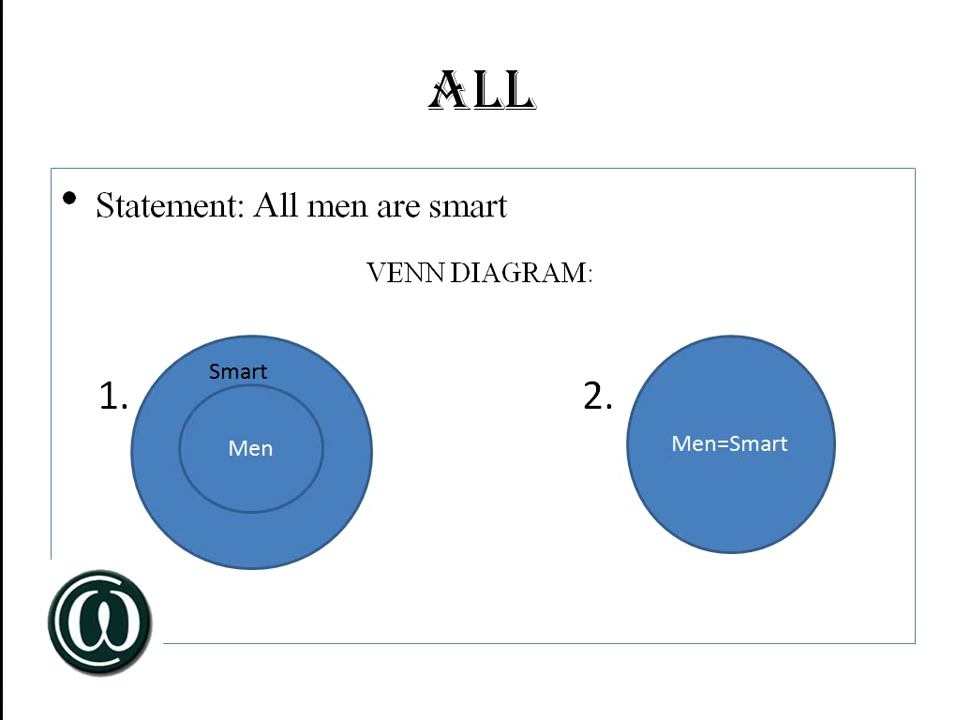 ALL
• Statement: All men are smart
VENN DIAGRAM:
1.
Smart
Men
2.
Men=Smart